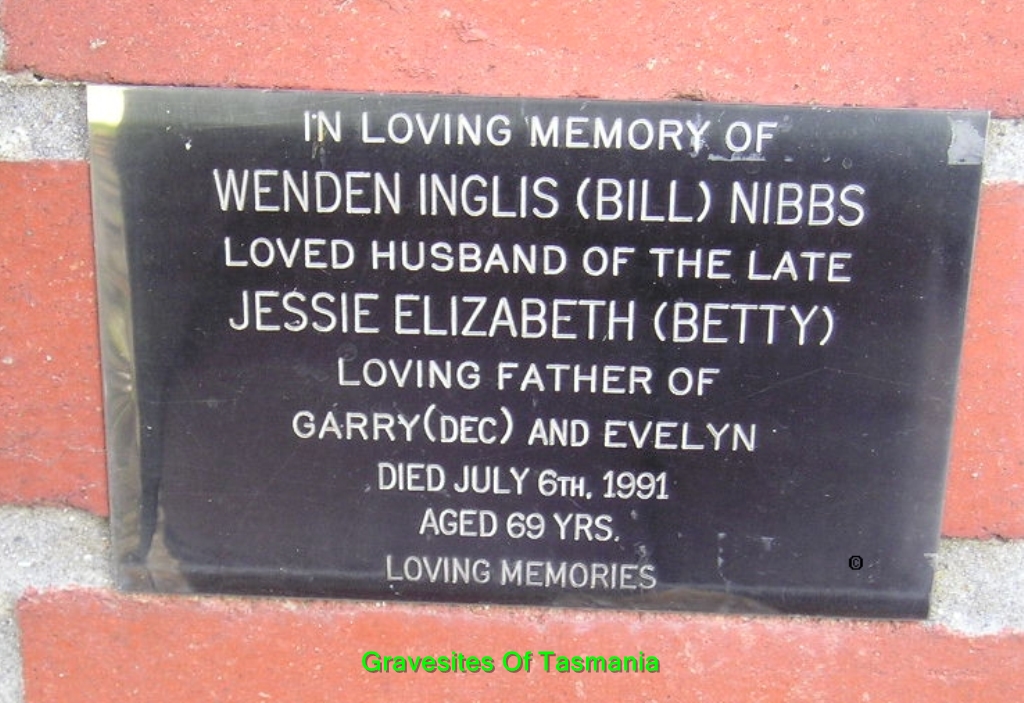 IN LOVING MEMORY OF
WENDEN INGLIS (BILL) NIBBS
LOVED HUSBAND OF THE LATE
JESSIE ELIZABETH (BETTY)
LOVING FATHER OF
GARRY(DEC) AND EVELYN
DIED JULY 6TH, 1991
AGED 69 YRS.
LOVING MEMORIES
©
Gravesites Of Tasmania